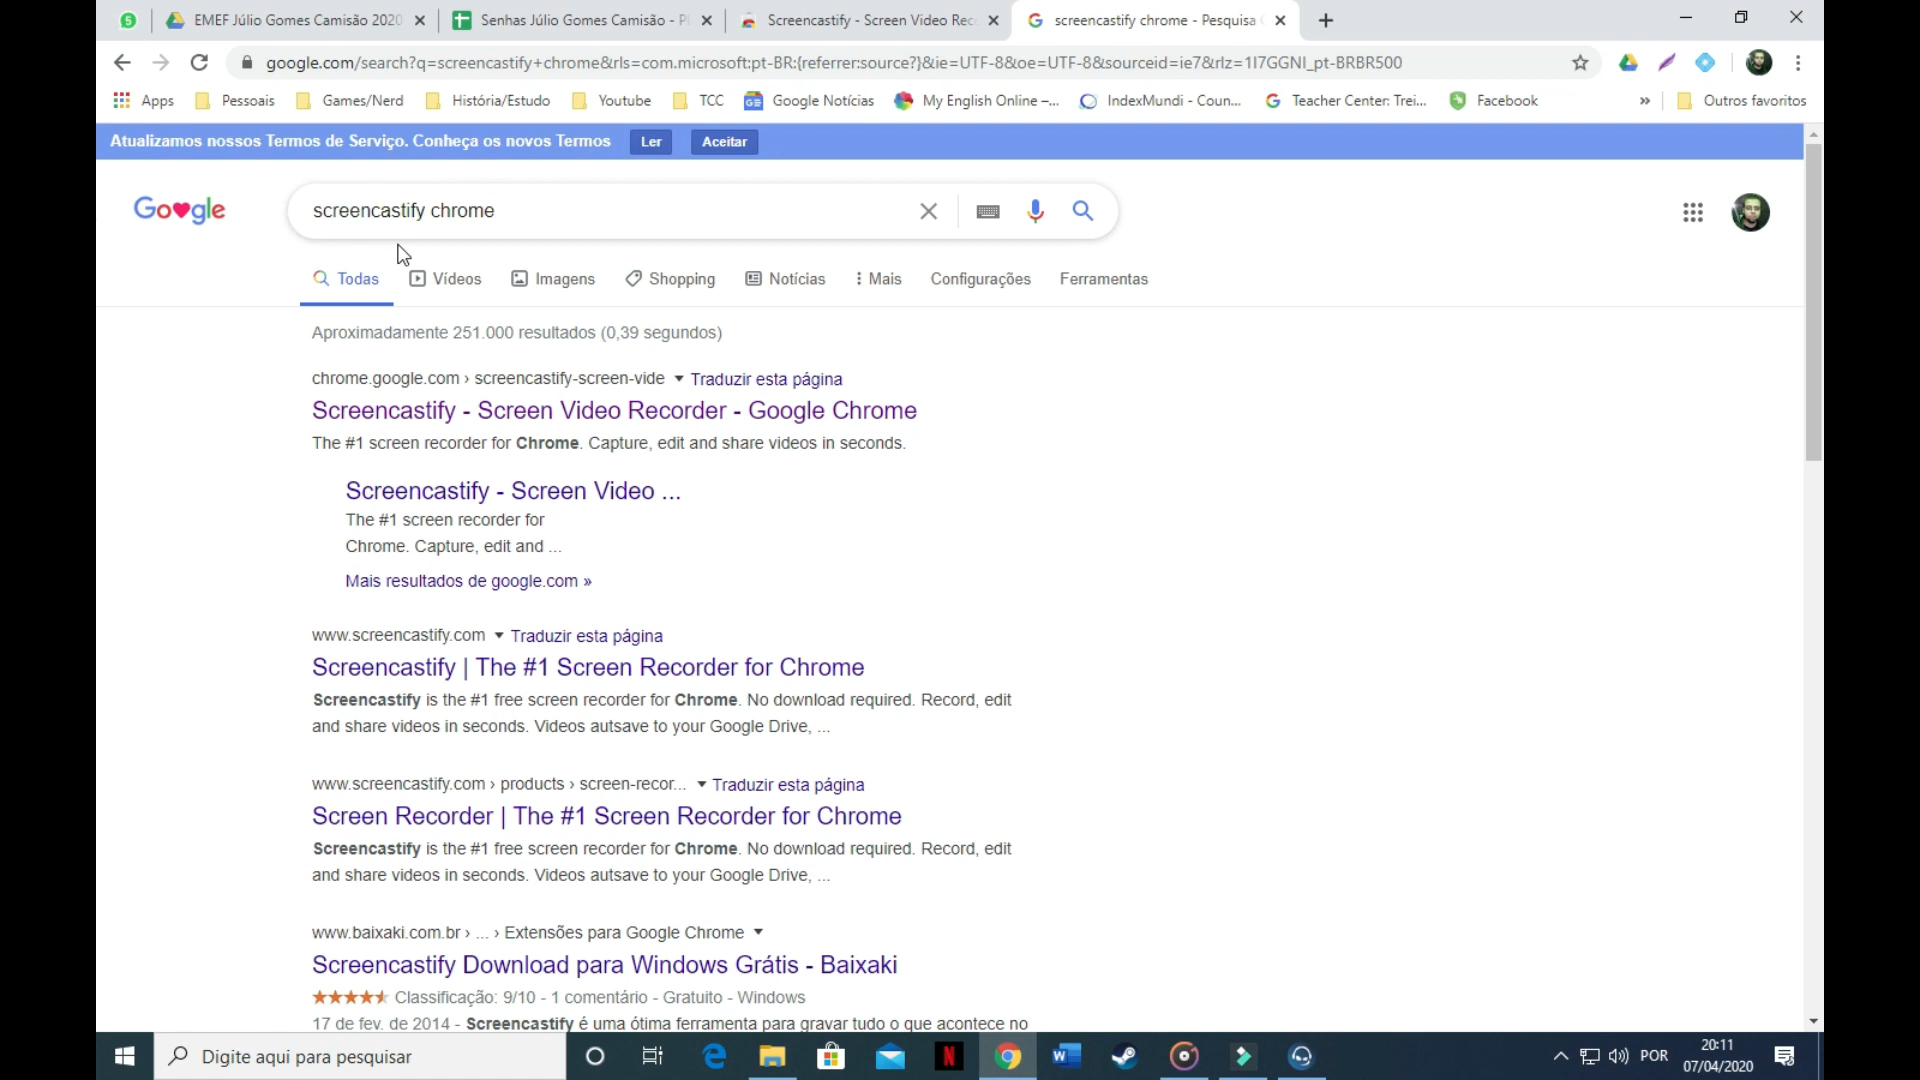 5
EMEF Júlio Gomes Camisão 2020
Senhas Júlio Gomes Camisão - Pl
Screencastify - Screen Video Rec
screencastify chrome - Pesquisa
google.com/search?q=screencastify+chrome&rls=com.microsoft:pt-BR:{referrer:source?}&ie=UTF-8&oe=UTF-8&sourceid=ie7&rlz=1I7GGNI_pt-BRBR500
Apps
Pessoais
Games/Nerd
História/Estudo
Youtube
TCC
Google Notícias
My English Online –...
IndexMundi - Coun...
Teacher Center: Trei...
Facebook
»
Outros favoritos
Atualizamos nossos Termos de Serviço. Conheça os novos Termos
Ler
Aceitar
Google
screencastify chrome
Todas
Vídeos
Imagens
Shopping
Notícias
Mais
Configurações
Ferramentas
Aproximadamente 251.000 resultados (0,39 segundos)
chrome.google.com › screencastify-screen-vide ▾ Traduzir esta página
Screencastify - Screen Video Recorder - Google Chrome
The #1 screen recorder for Chrome. Capture, edit and share videos in seconds.
Screencastify - Screen Video ...
The #1 screen recorder for
Chrome. Capture, edit and ...
Mais resultados de google.com »
www.screencastify.com ▾ Traduzir esta página
Screencastify | The #1 Screen Recorder for Chrome
Screencastify is the #1 free screen recorder for Chrome. No download required. Record, edit
and share videos in seconds. Videos autsave to your Google Drive, ...
www.screencastify.com › products › screen-recor... ▾ Traduzir esta página
Screen Recorder | The #1 Screen Recorder for Chrome
Screencastify is the #1 free screen recorder for Chrome. No download required. Record, edit
and share videos in seconds. Videos autsave to your Google Drive, ...
www.baixaki.com.br › ... › Extensões para Google Chrome ▾
Screencastify Download para Windows Grátis - Baixaki
Classificação: 9/10 - 1 comentário - Gratuito - Windows
17 de fev. de 2014 - Screencastify é uma ótima ferramenta para gravar tudo o que acontece no
Digite aqui para pesquisar
N
W
POR
20:11
07/04/2020